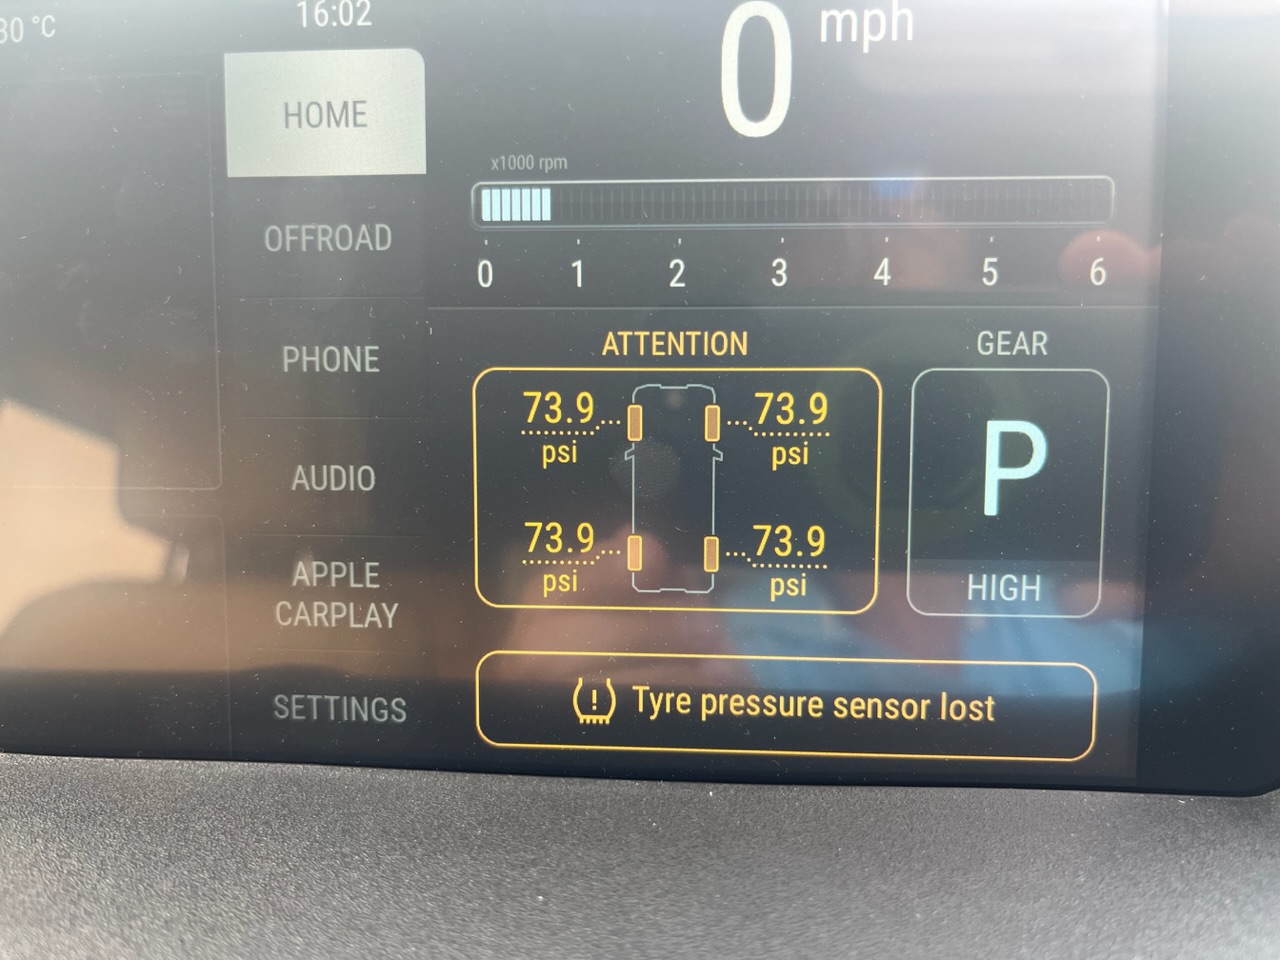 30 °C
16:02
0 mph
HOME
x1000 rpm
OFFROAD
0 1 2 3 4 5 6
PHONE
ATTENTION
GEAR
73.9 psi
73.9 psi
P
AUDIO
73.9 psi
73.9 psi
HIGH
APPLE
CARPLAY
SETTINGS
Tyre pressure sensor lost